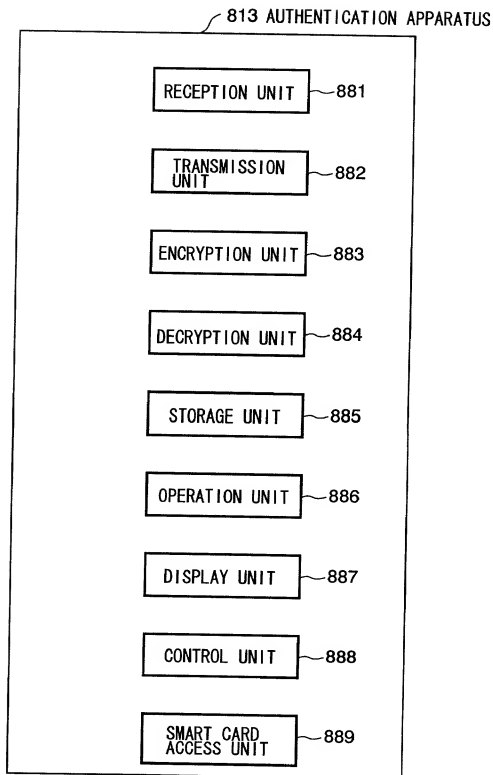 813 AUTHENTICATION APPARATUS
RECEPTION UNIT 881
TRANSMISSION
UNIT 882
ENCRYPTION UNIT 883
DECRYPTION UNIT 884
STORAGE UNIT 885
OPERATION UNIT 886
DISPLAY UNIT 887
CONTROL UNIT 888
SMART CARD
ACCESS UNIT 889